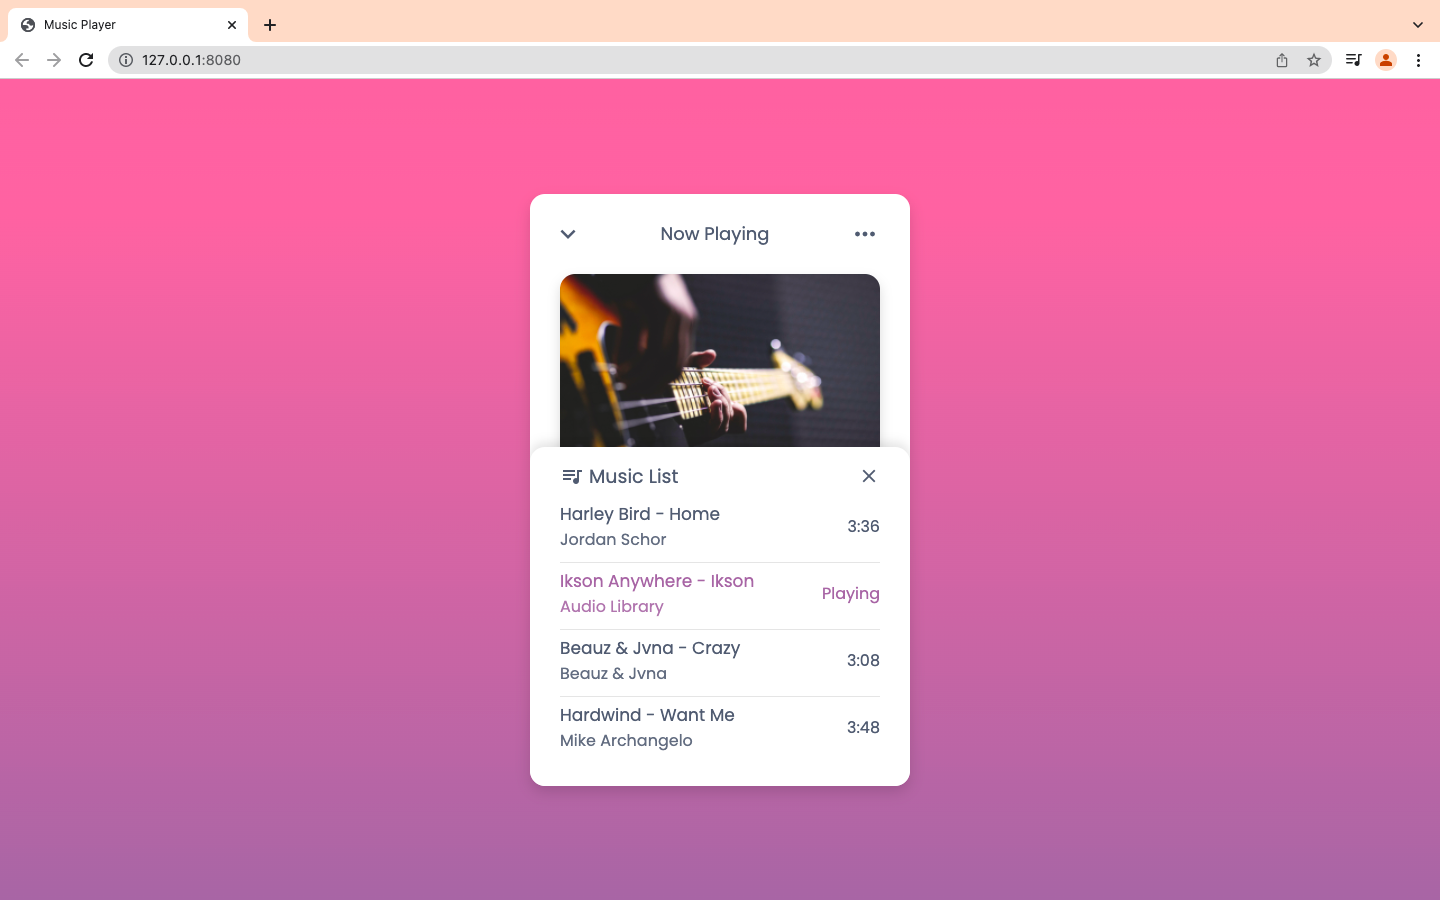 Music Player
127.0.0.1:8080
Now Playing
Music List
Harley Bird - Home
Jordan Schor
3:36
Ikson Anywhere - Ikson
Audio Library
Playing
Beauz & Jvna - Crazy
Beauz & Jvna
3:08
Hardwind - Want Me
Mike Archangelo
3:48